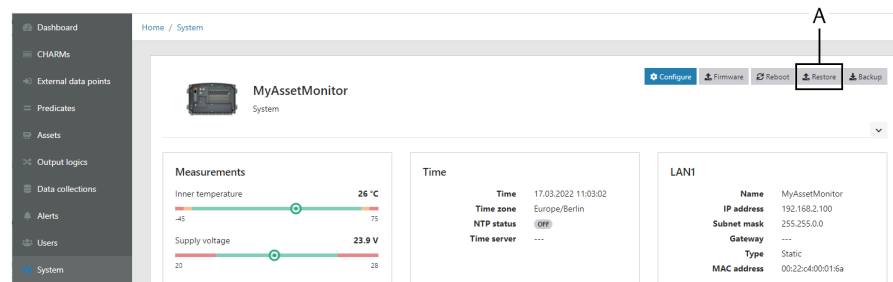 A
Dashboard
Home / System
CHARMs
External data points
Configure Firmware Reboot Restore Backup
MyAssetMonitor
System
Predicates
Assets
Output logics
Data collections
Alerts
Users
System
Measurements
Inner temperature 26 °C
-45 75
Supply voltage 23.9 V
20 28
Time
Time 17.03.2022 11:03:02
Time zone Europe/Berlin
NTP status OFF
Time server ---
LAN1
Name MyAssetMonitor
IP address 192.168.2.100
Subnet mask 255.255.0.0
Gateway ---
Type Static
MAC address 00:22:c4:00:01:6a